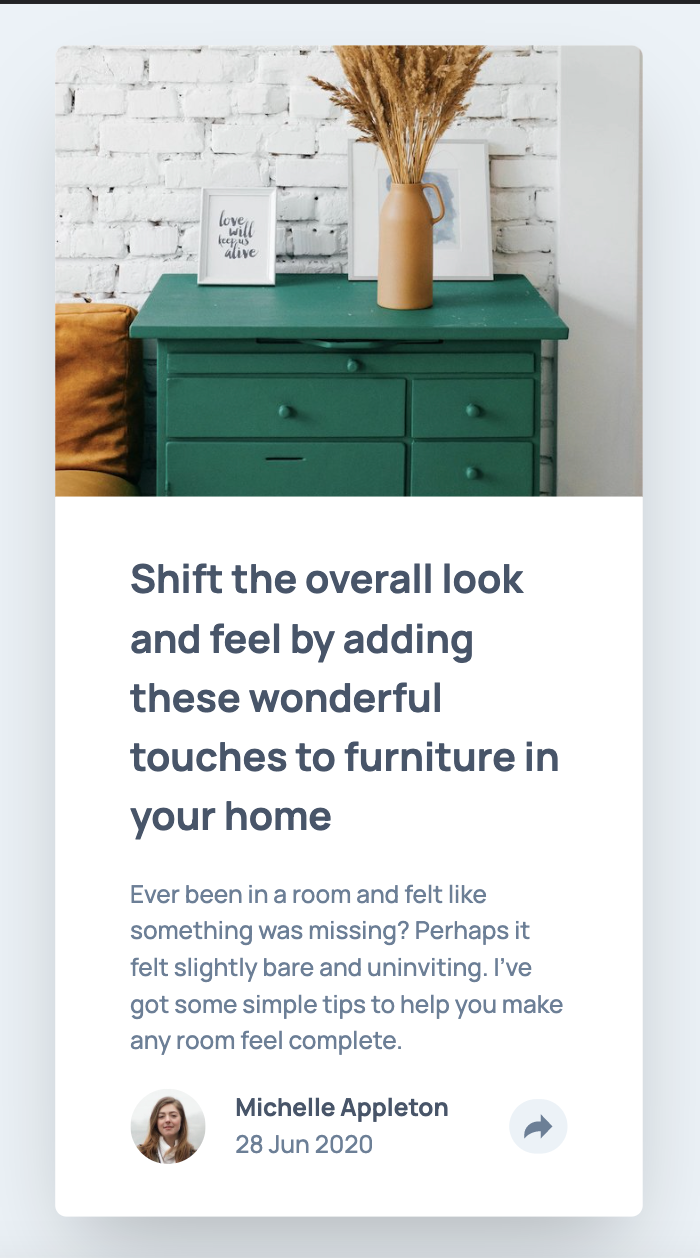 love
will
keep us
alive
Shift the overall look
and feel by adding
these wonderful
touches to furniture in
your home
Ever been in a room and felt like
something was missing? Perhaps it
felt slightly bare and uninviting. I’ve
got some simple tips to help you make
any room feel complete.
Michelle Appleton
28 Jun 2020